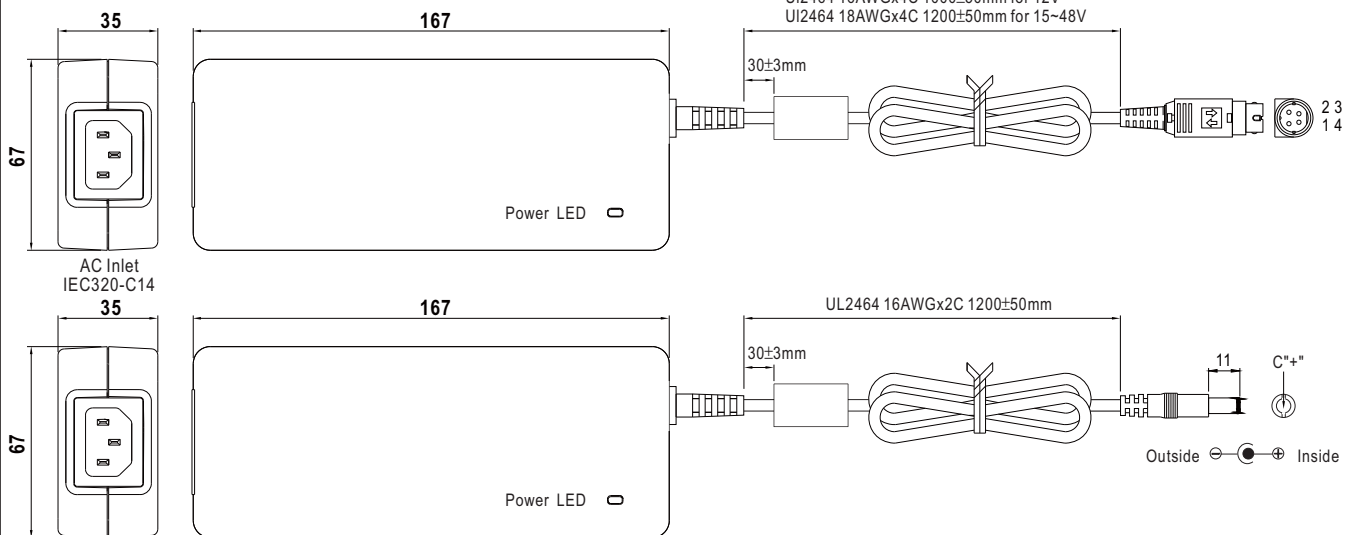 Ul2464 18AWGx4C 1200±50mm for 15~48V
35
167
30±3mm
2 3
1 4
67
Power LED
AC Inlet
IEC320-C14
35
167
UL2464 16AWGx2C 1200±50mm
30±3mm
11
C"+"
67
Outside
Inside
Power LED